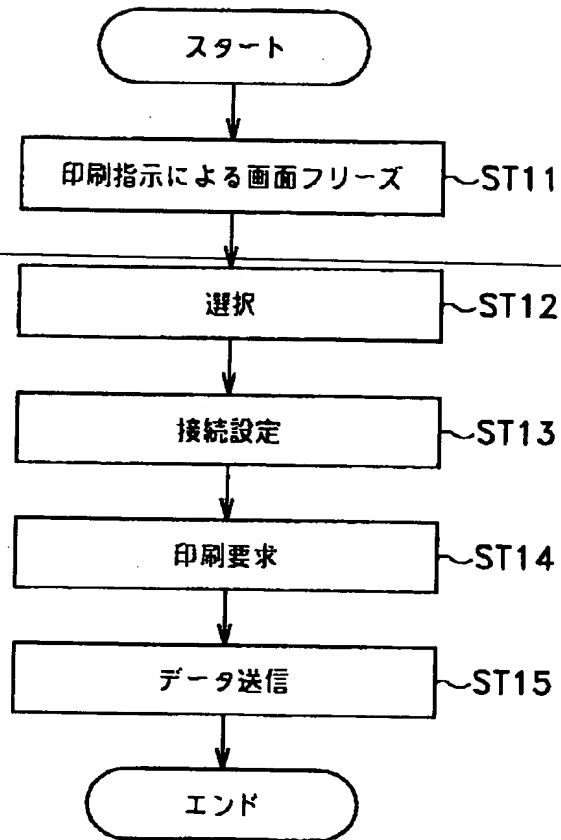 スタート
印刷指示による画面フリーズ ~ST11
選択 ~ST12
接続設定 ~ST13
印刷要求 ~ST14
データ送信 ~ST15
エンド